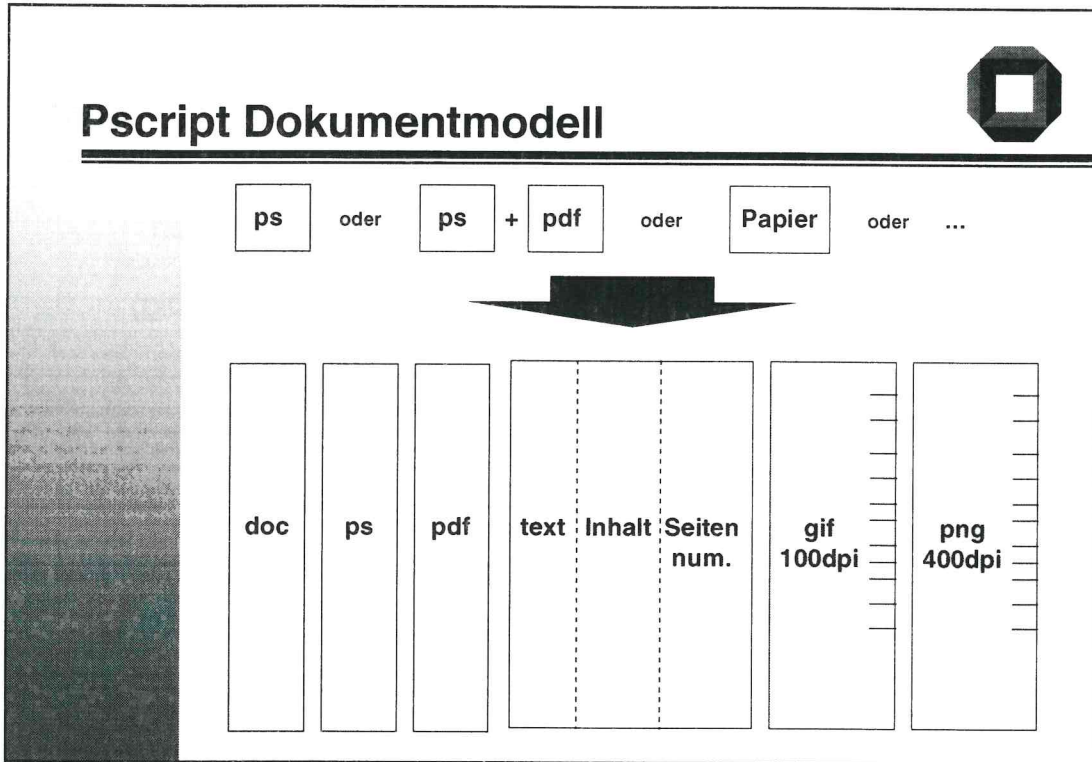 Pscript Dokumentmodell
ps oder ps + pdf oder Papier oder ...
doc ps pdf text Inhalt Seiten num. gif 100dpi png 400dpi